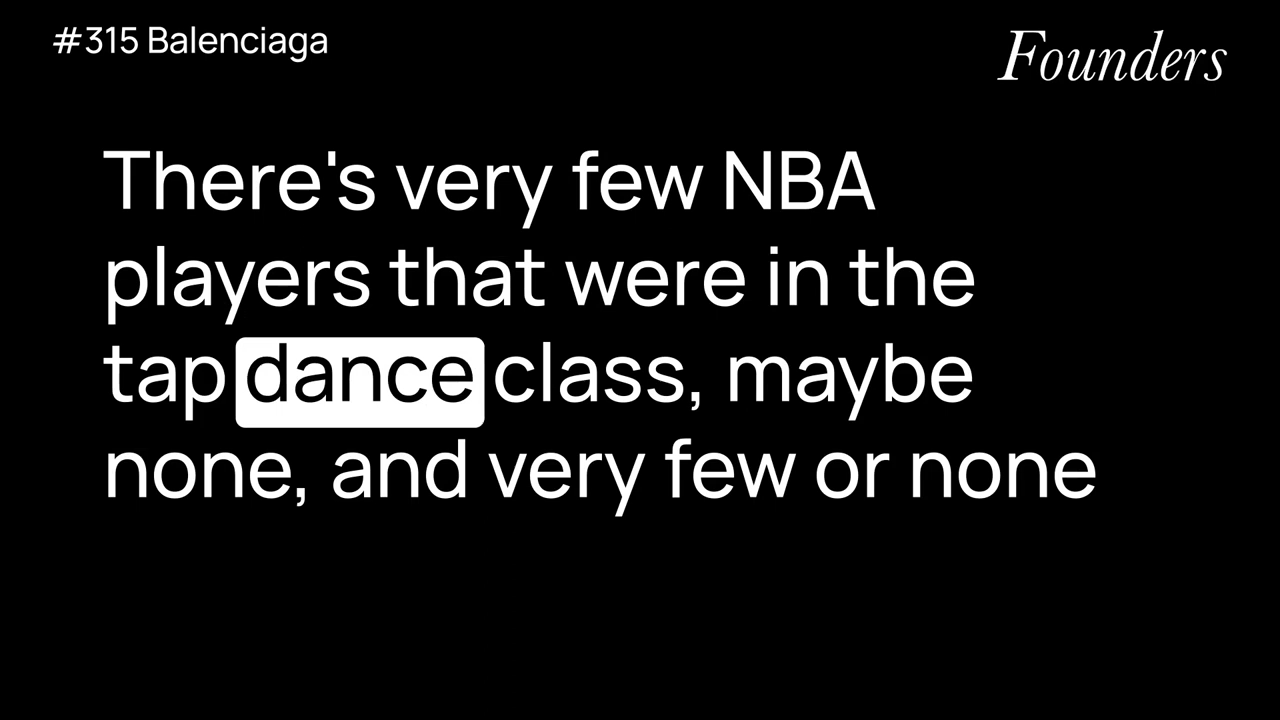 #315 Balenciaga
Founders
There's very few NBA
players that were in the
tap dance class, maybe
none, and very few or none